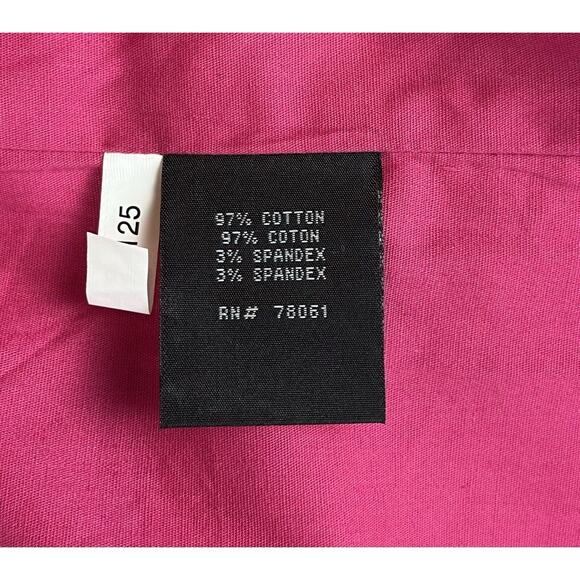 125
97% COTTON
97% COTON
3% SPANDEX
3% SPANDEX
RN# 78061